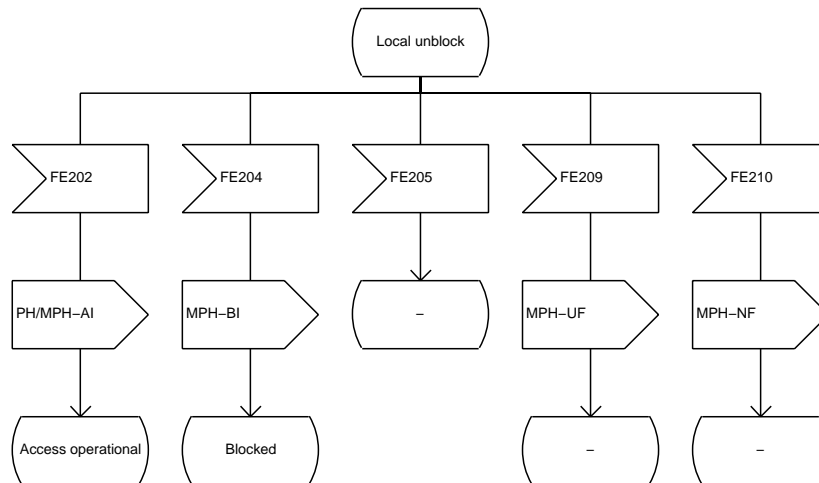 Local unblock
FE202
FE204
FE205
FE209
FE210
PH/MPH−AI
MPH−BI
−
MPH−UF
MPH−NF
Access operational
Blocked
−
−